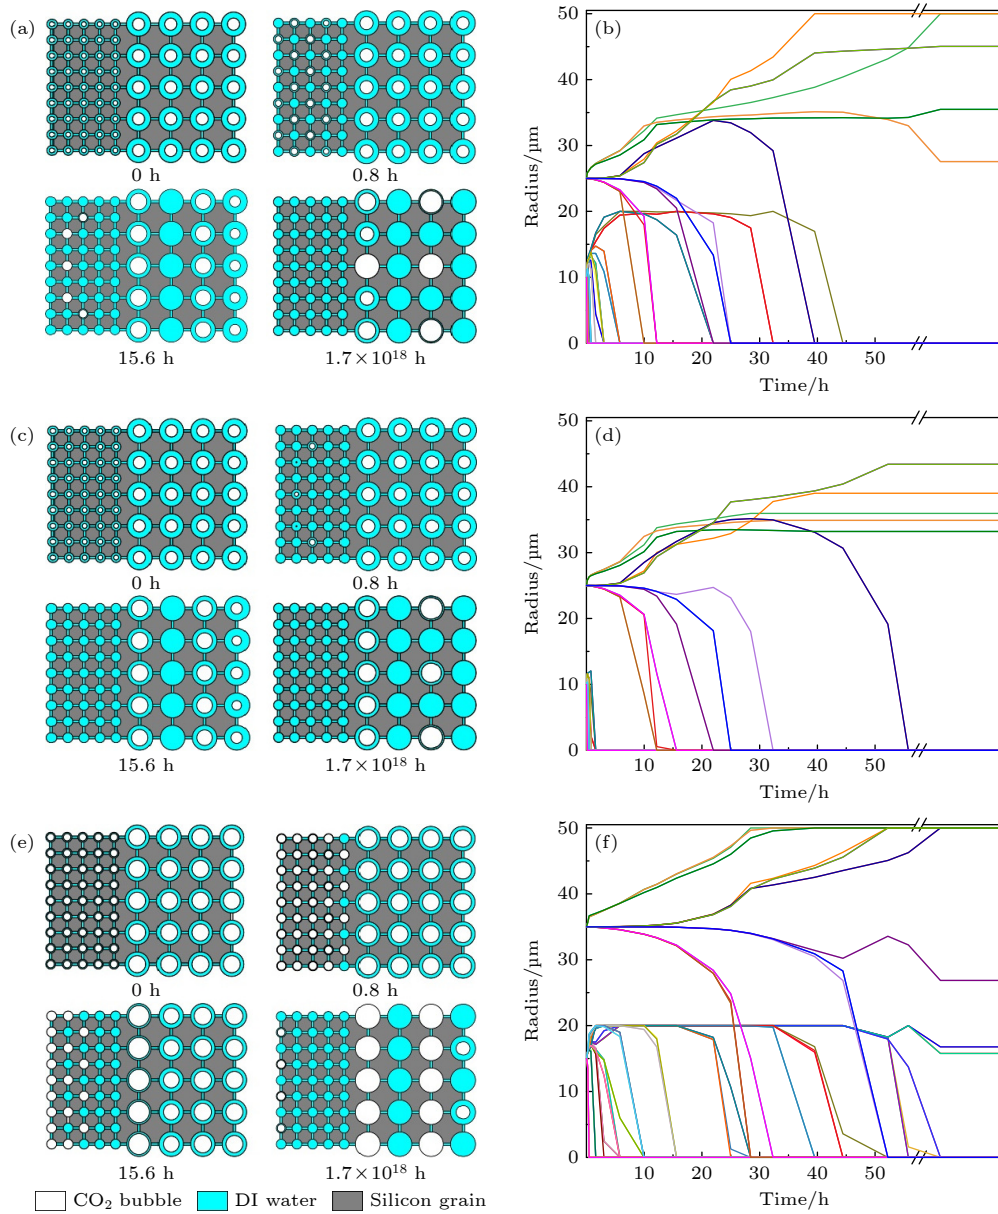 (a)
0 h
0.8 h
15.6 h
1.7×10¹⁸ h
(b)
50
40
30
20
10
0
Radius/µm
10 20 30 40 50
Time/h
(c)
0 h
0.8 h
15.6 h
1.7×10¹⁸ h
(d)
50
40
30
20
10
0
Radius/µm
10 20 30 40 50
Time/h
(e)
0 h
0.8 h
15.6 h
1.7×10¹⁸ h
(f)
50
40
30
20
10
0
Radius/µm
10 20 30 40 50
Time/h
CO₂ bubble DI water Silicon grain